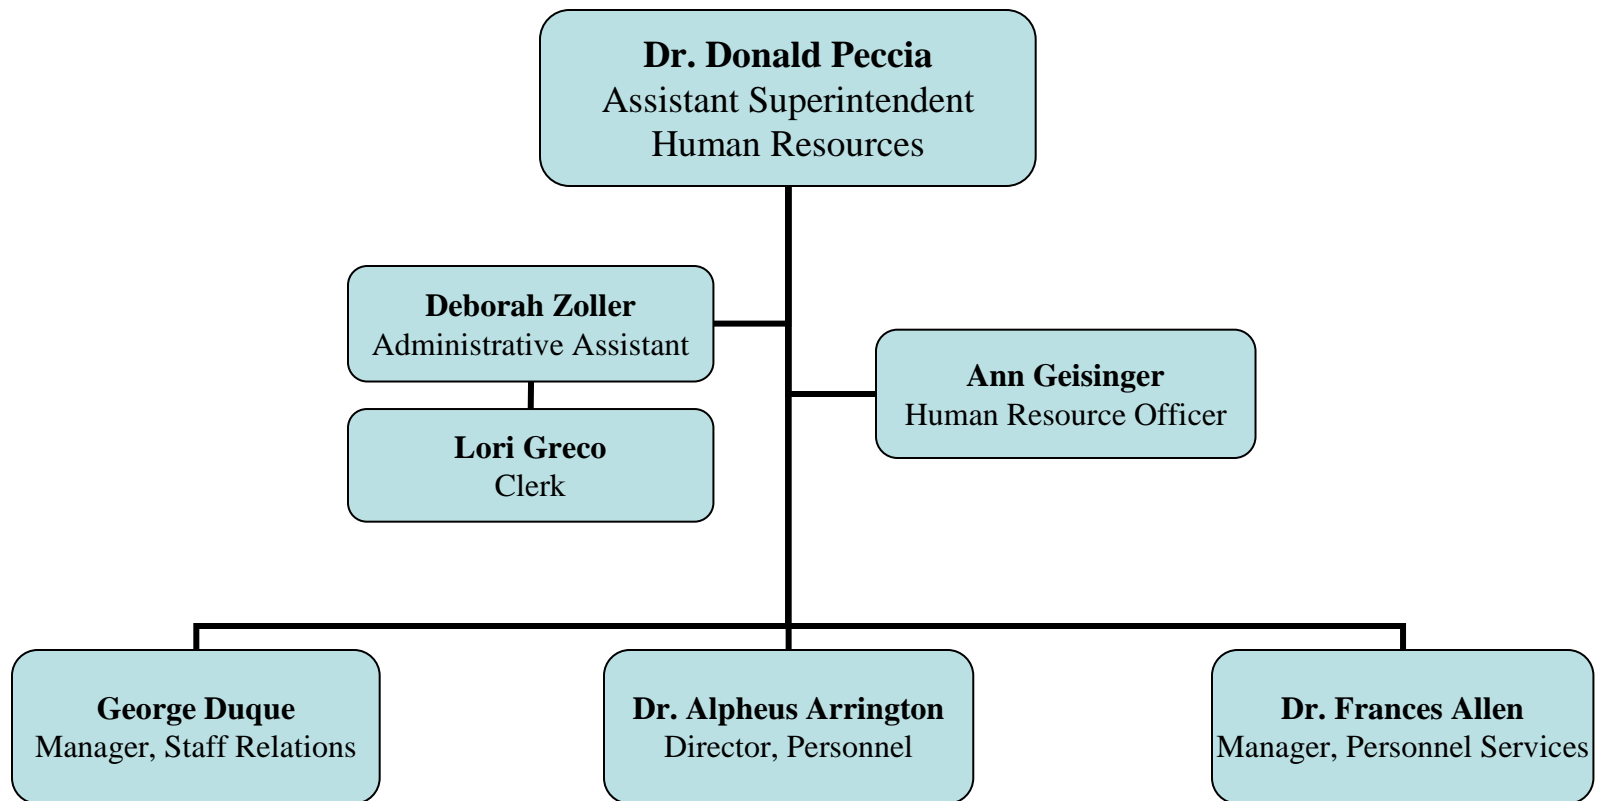 Dr. Donald Peccia
Assistant Superintendent
Human Resources
Deborah Zoller
Administrative Assistant
Ann Geisinger
Human Resource Officer
Lori Greco
Clerk
George Duque
Manager, Staff Relations
Dr. Alpheus Arrington
Director, Personnel
Dr. Frances Allen
Manager, Personnel Services